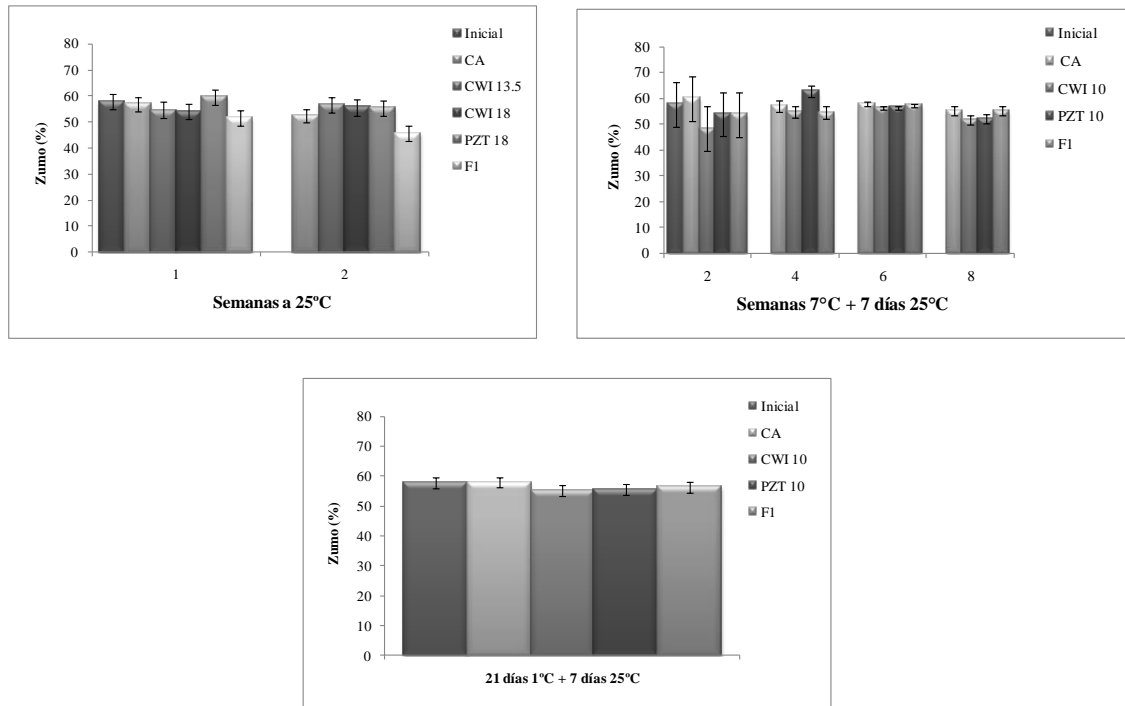 80
70
60
50
40
30
20
10
0
Zumo (%)
1
2
Semanas a 25ºC
Inicial
CA
CWI 13.5
CWI 18
PZT 18
F1
80
70
60
50
40
30
20
10
0
Zumo (%)
2
4
6
8
Semanas 7°C + 7 días 25°C
Inicial
CA
CWI 10
PZT 10
F1
80
70
60
50
40
30
20
10
0
Zumo (%)
21 días 1ºC + 7 días 25ºC
Inicial
CA
CWI 10
PZT 10
F1